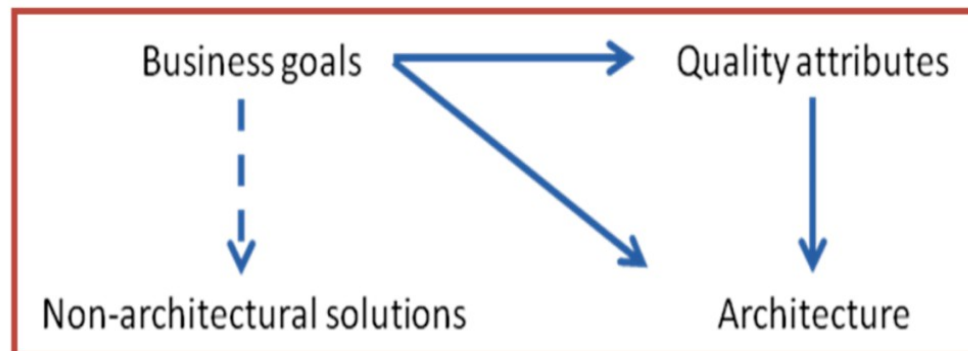 Business goals
Quality attributes
Non-architectural solutions
Architecture